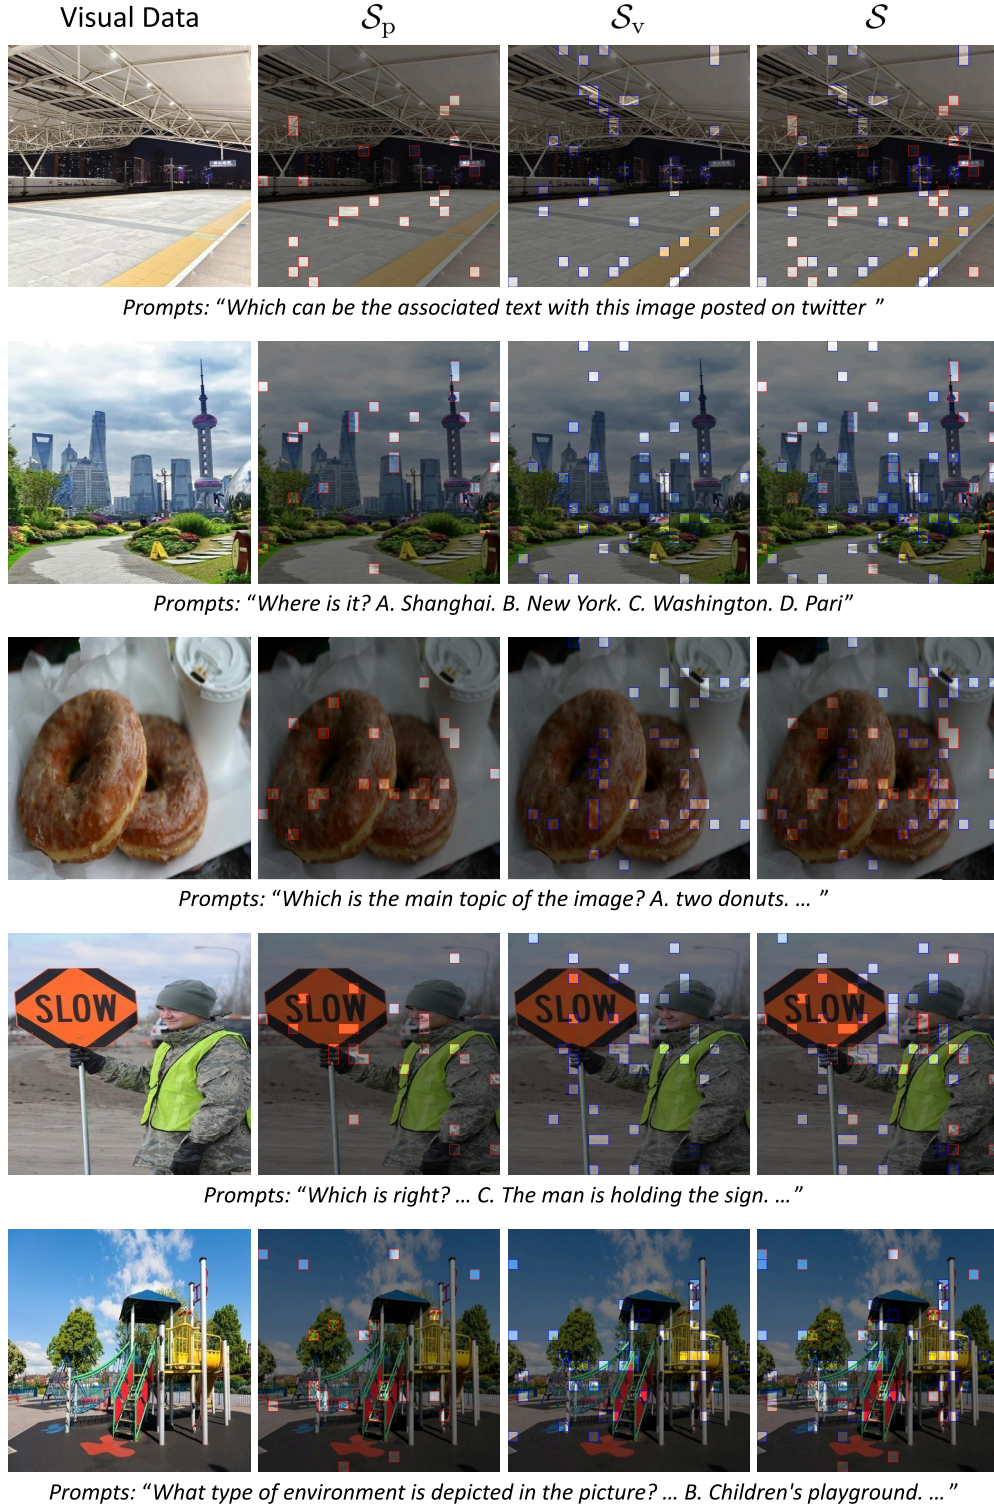 Visual Data 𝒮p 𝒮v 𝒮
Prompts: “Which can be the associated text with this image posted on twitter ”
Prompts: “Where is it? A. Shanghai. B. New York. C. Washington. D. Pari”
Prompts: “Which is the main topic of the image? A. two donuts. ... ”
SLOW SLOW SLOW SLOW
Prompts: “Which is right? ... C. The man is holding the sign. ...”
Prompts: “What type of environment is depicted in the picture? ... B. Children's playground. ...”